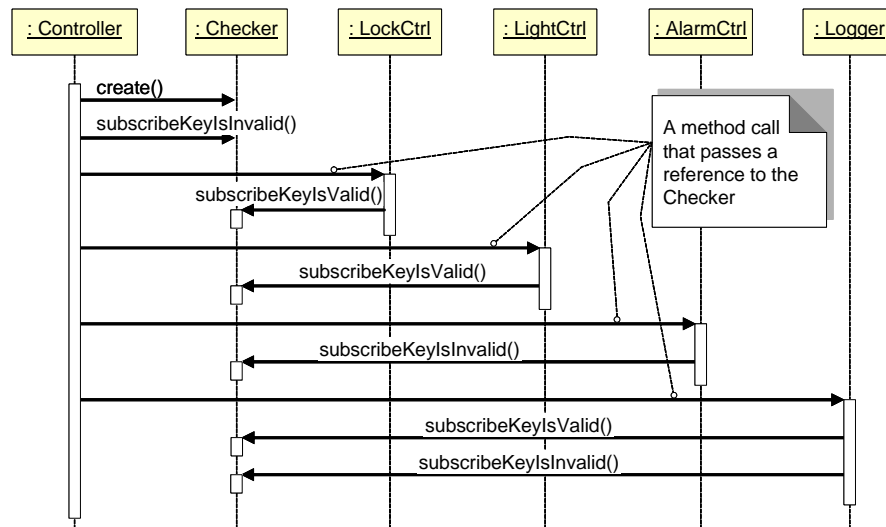 : Controller
: Checker
: LockCtrl
: LightCtrl
: AlarmCtrl
: Logger
create()
subscribeKeyIsInvalid()
A method call
that passes a
reference to the
Checker
subscribeKeyIsValid()
subscribeKeyIsValid()
subscribeKeyIsInvalid()
subscribeKeyIsValid()
subscribeKeyIsInvalid()